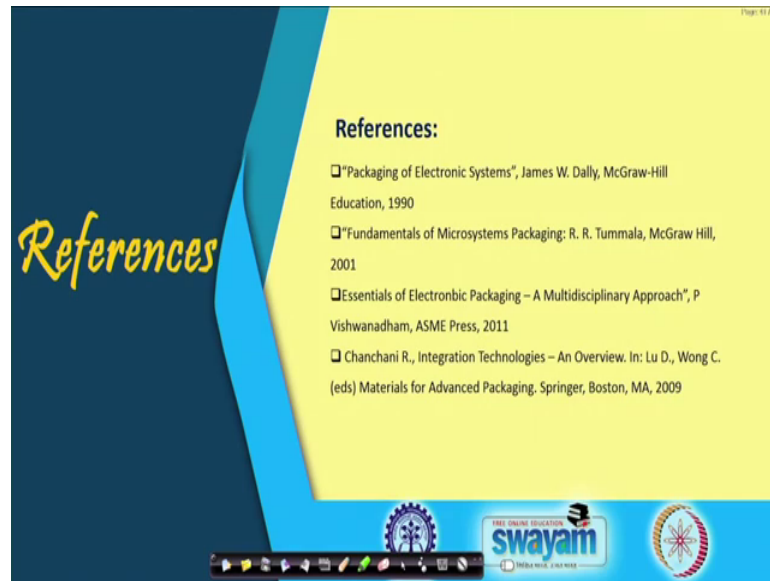 References
References:
❑"Packaging of Electronic Systems", James W. Dally, McGraw-Hill
Education, 1990
❑"Fundamentals of Microsystems Packaging: R. R. Tummala, McGraw Hill,
2001
❑Essentials of Electronbic Packaging – A Multidisciplinary Approach", P
Vishwanadham, ASME Press, 2011
❑ Chanchani R., Integration Technologies – An Overview. In: Lu D., Wong C.
(eds) Materials for Advanced Packaging. Springer, Boston, MA, 2009
FREE ONLINE EDUCATION
swayam